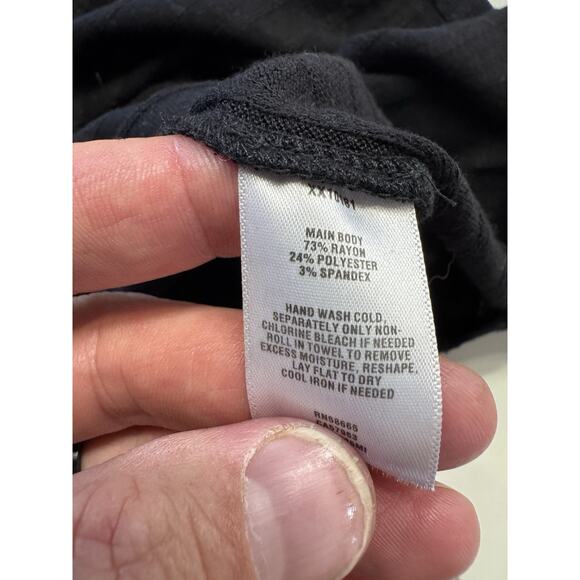 MAIN BODY
73% RAYON
24% POLYESTER
3% SPANDEX
HAND WASH COLD,
SEPARATELY ONLY NON-
CHLORINE BLEACH IF NEEDED
ROLL IN TOWEL TO REMOVE
EXCESS MOISTURE, RESHAPE,
LAY FLAT TO DRY
COOL IRON IF NEEDED